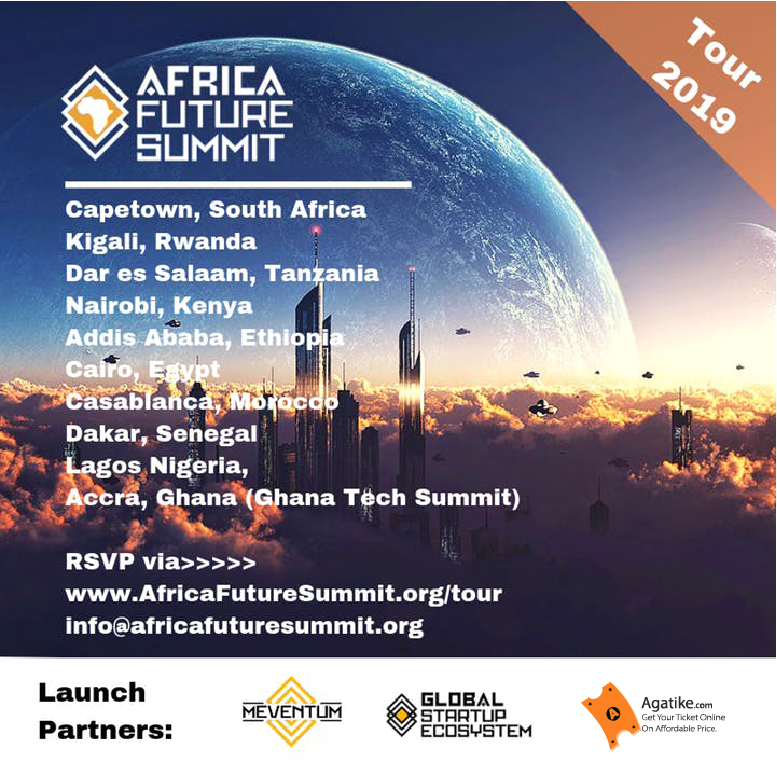 Tour
2019
AFRICA
FUTURE
SUMMIT
Capetown, South Africa
Kigali, Rwanda
Dar es Salaam, Tanzania
Nairobi, Kenya
Addis Ababa, Ethiopia
Cairo, Egypt
Casablanca, Morocco
Dakar, Senegal
Lagos Nigeria,
Accra, Ghana (Ghana Tech Summit)
RSVP via>>>>>
www.AfricaFutureSummit.org/tour
info@africafuturesummit.org
Launch
Partners:
MEVENTUM
GLOBAL
STARTUP
ECOSYSTEM
Agatike.com
Get Your Ticket Online
On Affordable Price.